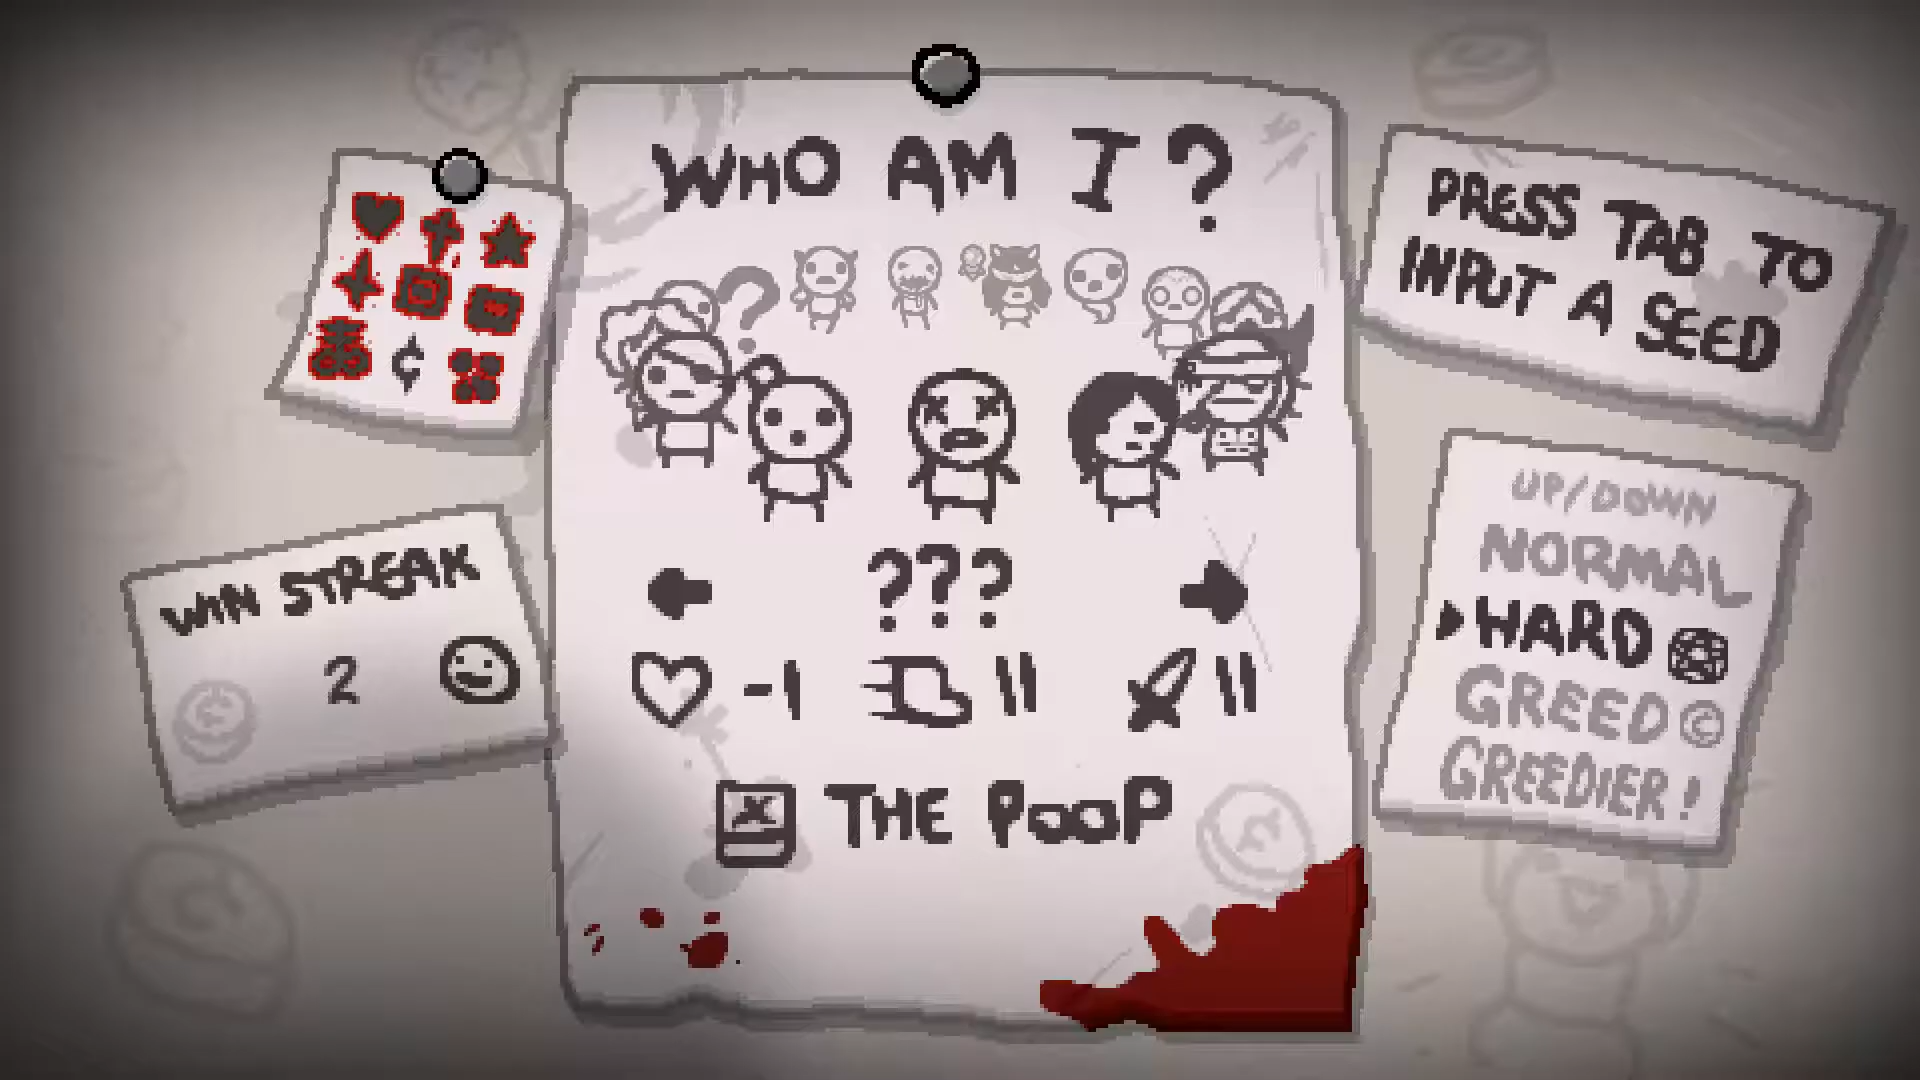 WHO AM I?
PRESS TAB TO
INPUT A SEED
WIN STREAK
2
???
-1
THE POOP
UP/DOWN
NORMAL
HARD
GREED
GREEDIER!